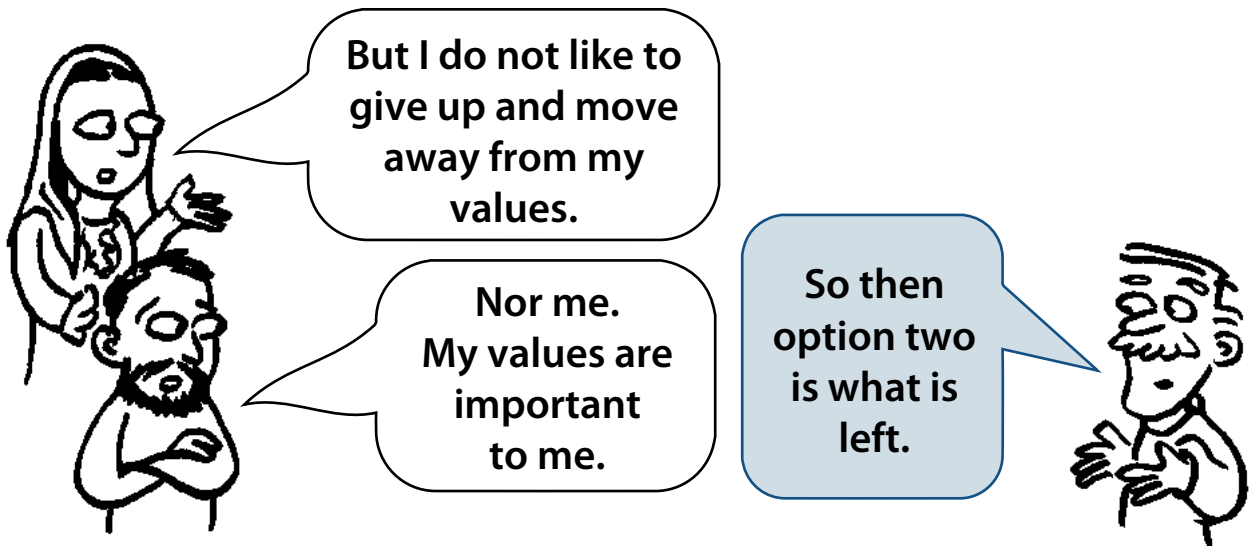 But I do not like to
give up and move
away from my
values.
Nor me.
My values are
important
to me.
So then
option two
is what is
left.